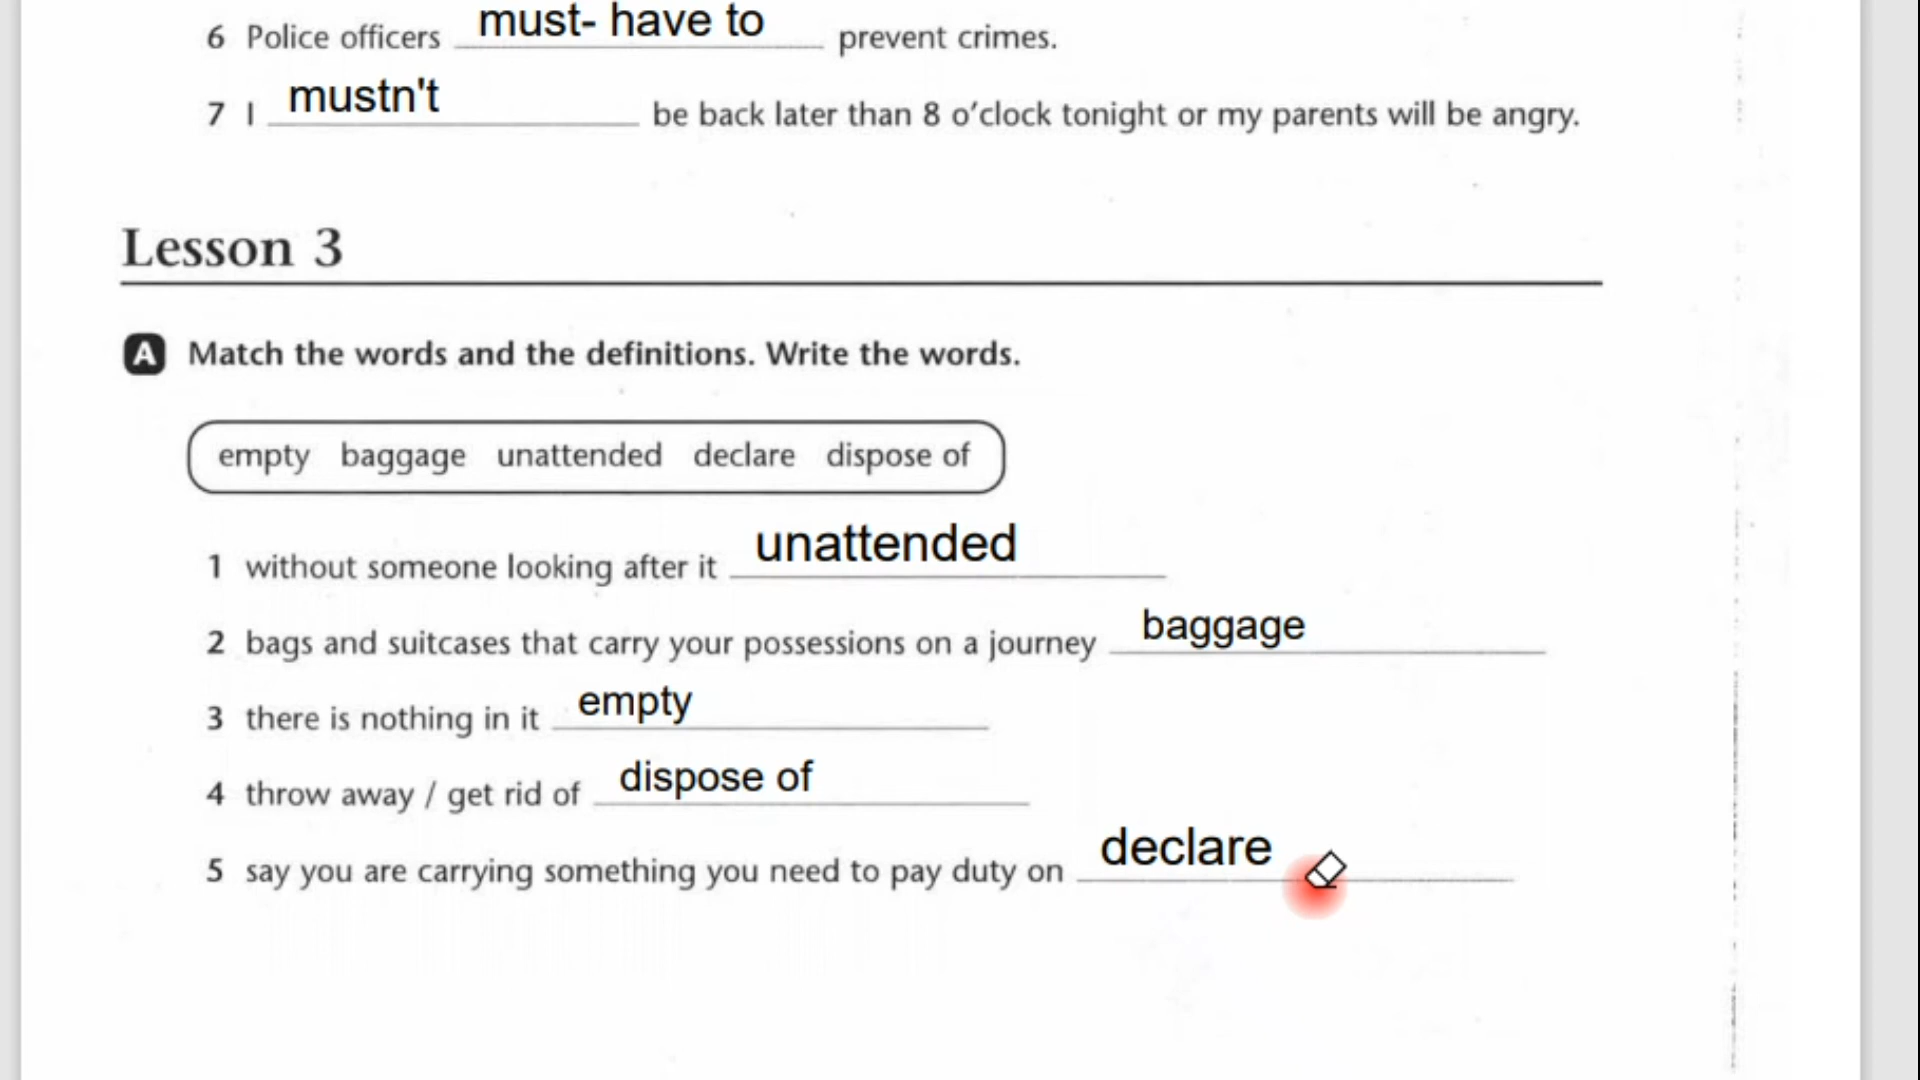 6 Police officers must- have to prevent crimes.
7 I mustn't be back later than 8 o'clock tonight or my parents will be angry.
Lesson 3
A Match the words and the definitions. Write the words.
empty baggage unattended declare dispose of
1 without someone looking after it unattended
2 bags and suitcases that carry your possessions on a journey baggage
3 there is nothing in it empty
4 throw away / get rid of dispose of
5 say you are carrying something you need to pay duty on declare